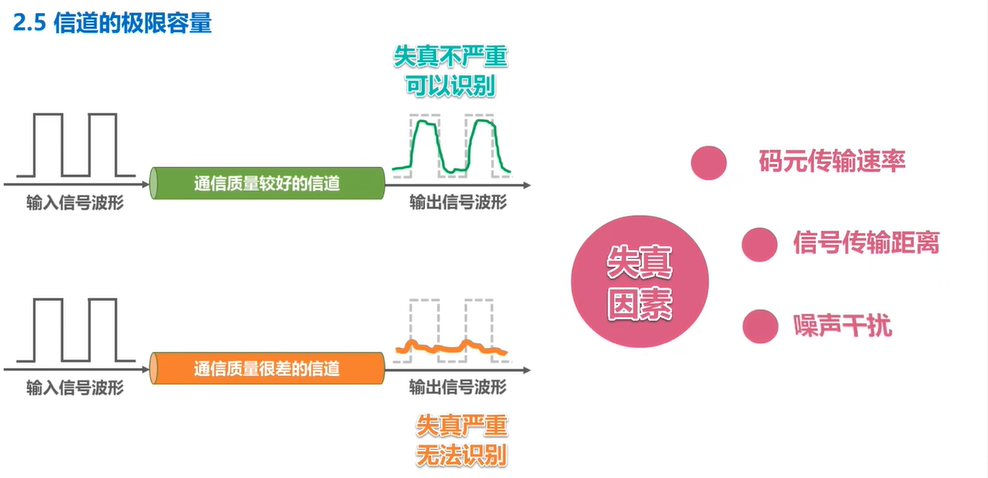 2.5 信道的极限容量
失真不严重
可以识别
输入信号波形
通信质量较好的信道
输出信号波形
失真严重
无法识别
输入信号波形
通信质量很差的信道
输出信号波形
失真
因素
码元传输速率
信号传输距离
噪声干扰